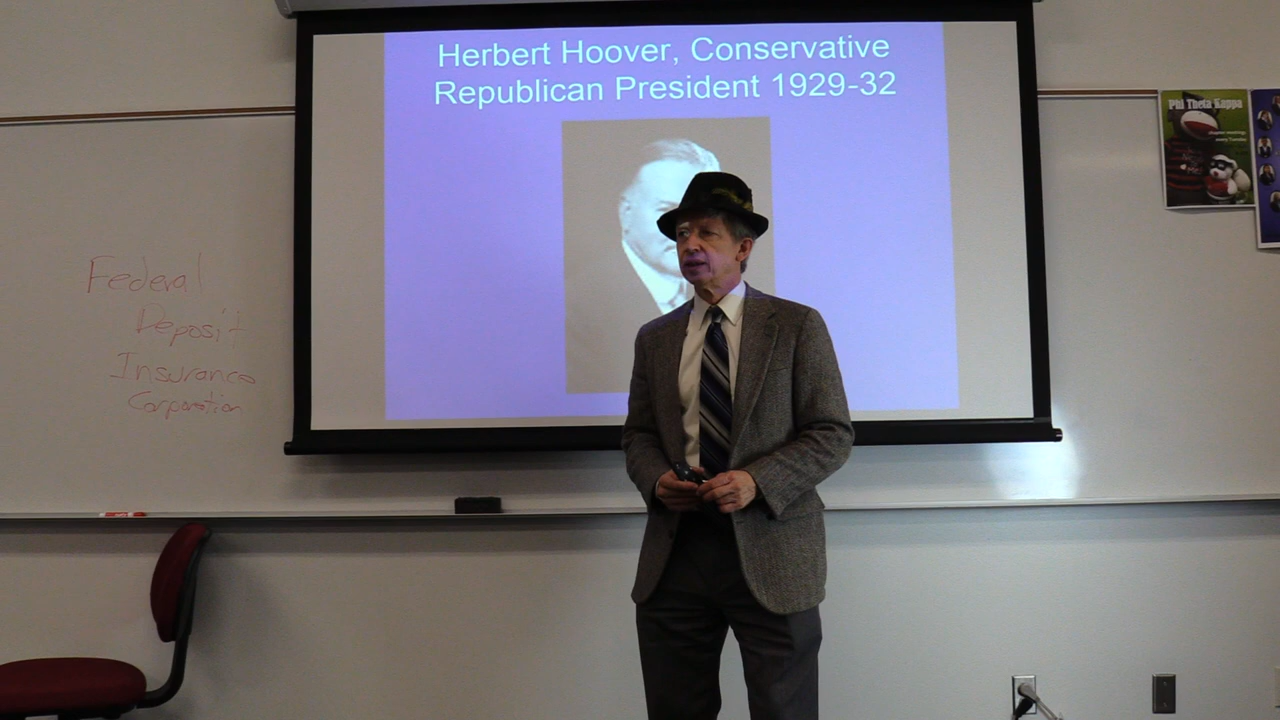 Herbert Hoover, Conservative
Republican President 1929-32
Federal
Deposit
Insurance
Corporation
Phi Theta Kappa